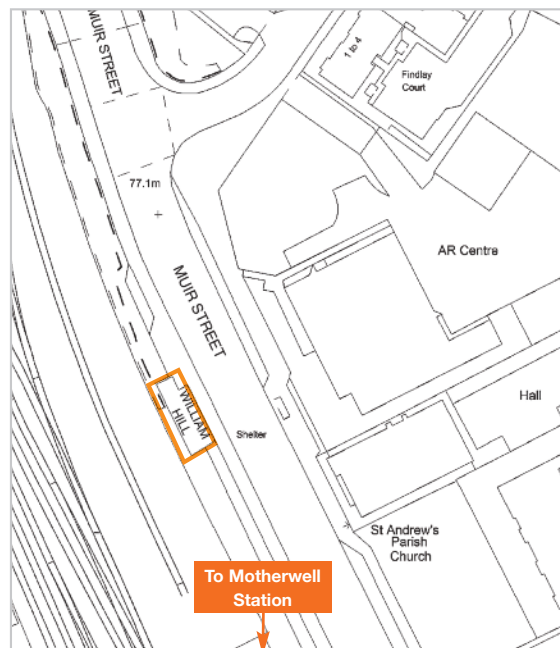 MUIR STREET
1 to 4
Findlay
Court
77.1m
AR Centre
MUIR STREET
WILLIAM
HILL
Hall
Shelter
St Andrew's
Parish
Church
To Motherwell
Station